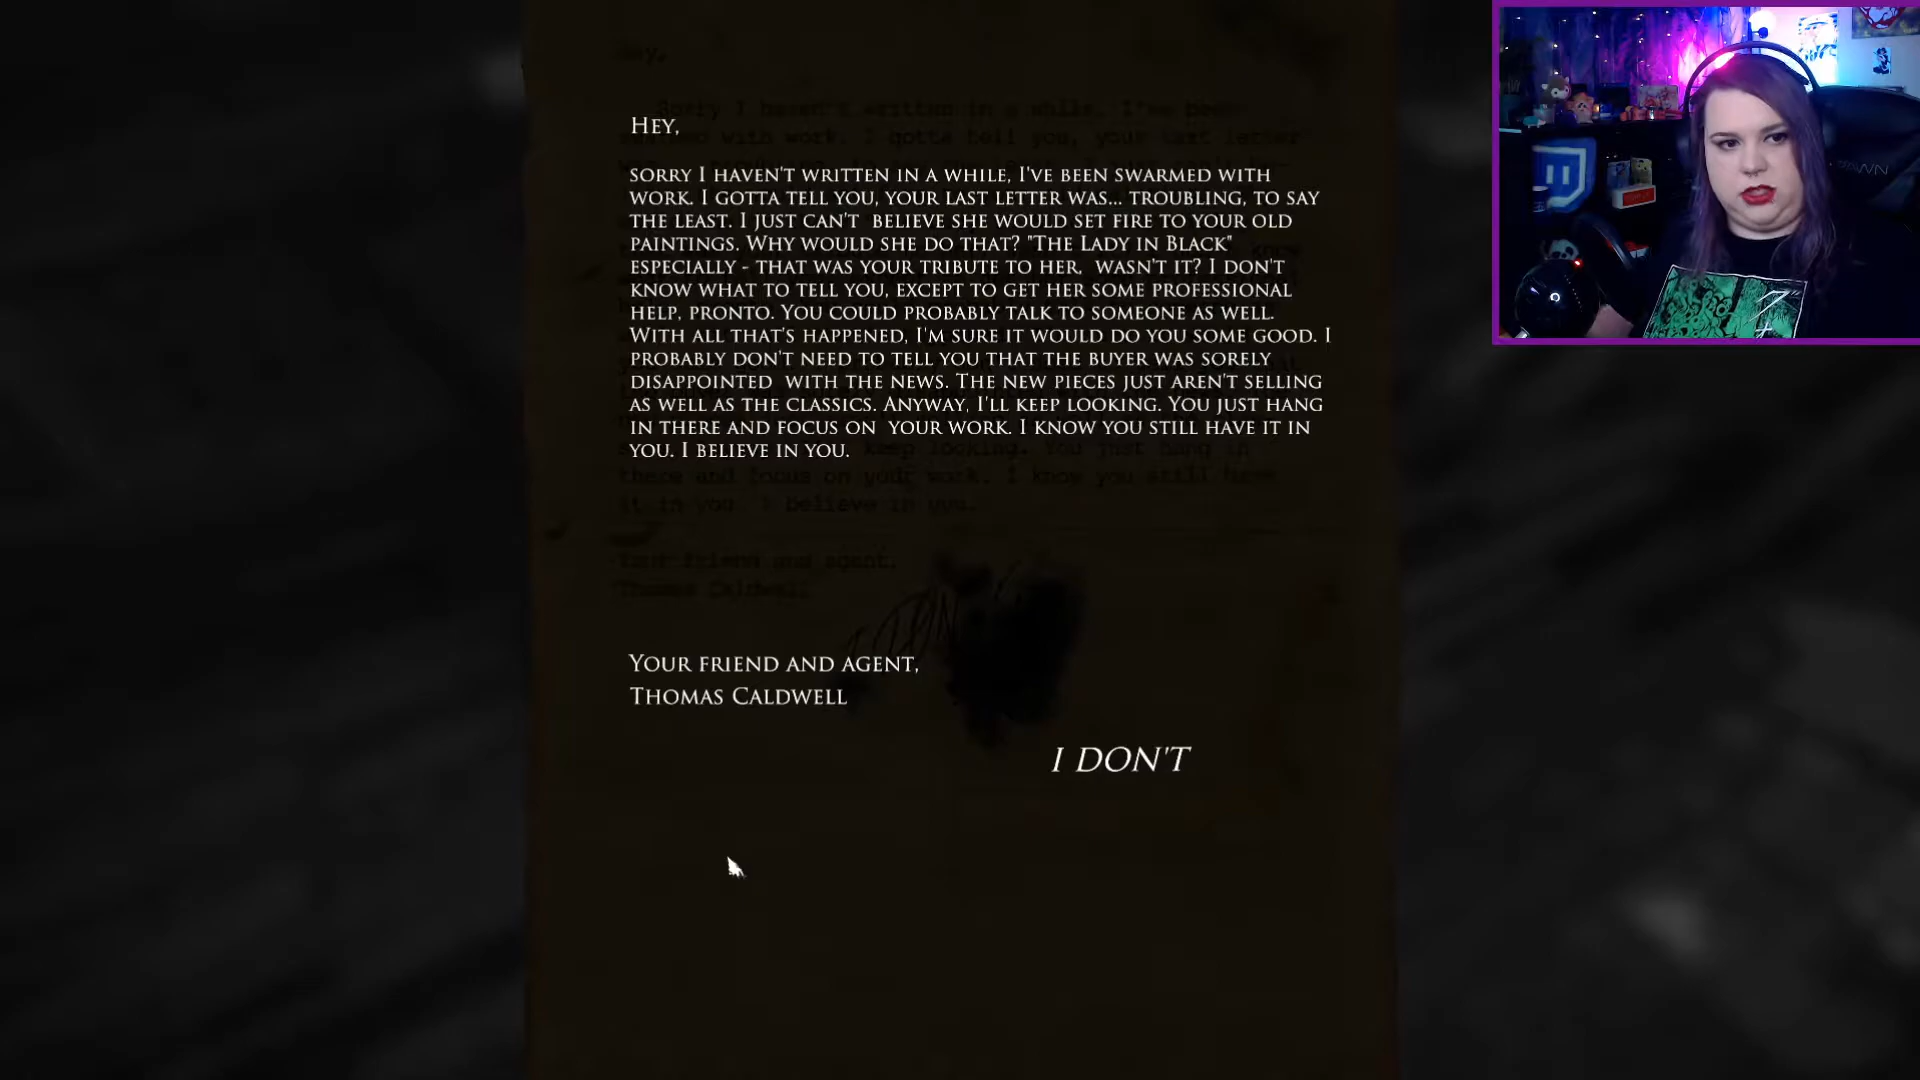 HEY,
SORRY I HAVEN'T WRITTEN IN A WHILE, I'VE BEEN SWARMED WITH
WORK. I GOTTA TELL YOU, YOUR LAST LETTER WAS... TROUBLING, TO SAY
THE LEAST. I JUST CAN'T BELIEVE SHE WOULD SET FIRE TO YOUR OLD
PAINTINGS. WHY WOULD SHE DO THAT? "THE LADY IN BLACK"
ESPECIALLY - THAT WAS YOUR TRIBUTE TO HER, WASN'T IT? I DON'T
KNOW WHAT TO TELL YOU, EXCEPT TO GET HER SOME PROFESSIONAL
HELP, PRONTO. YOU COULD PROBABLY TALK TO SOMEONE AS WELL.
WITH ALL THAT'S HAPPENED, I'M SURE IT WOULD DO YOU SOME GOOD. I
PROBABLY DON'T NEED TO TELL YOU THAT THE BUYER WAS SORELY
DISAPPOINTED WITH THE NEWS. THE NEW PIECES JUST AREN'T SELLING
AS WELL AS THE CLASSICS. ANYWAY, I'LL KEEP LOOKING. YOU JUST HANG
IN THERE AND FOCUS ON YOUR WORK. I KNOW YOU STILL HAVE IT IN
YOU. I BELIEVE IN YOU.
YOUR FRIEND AND AGENT,
THOMAS CALDWELL
I DON'T